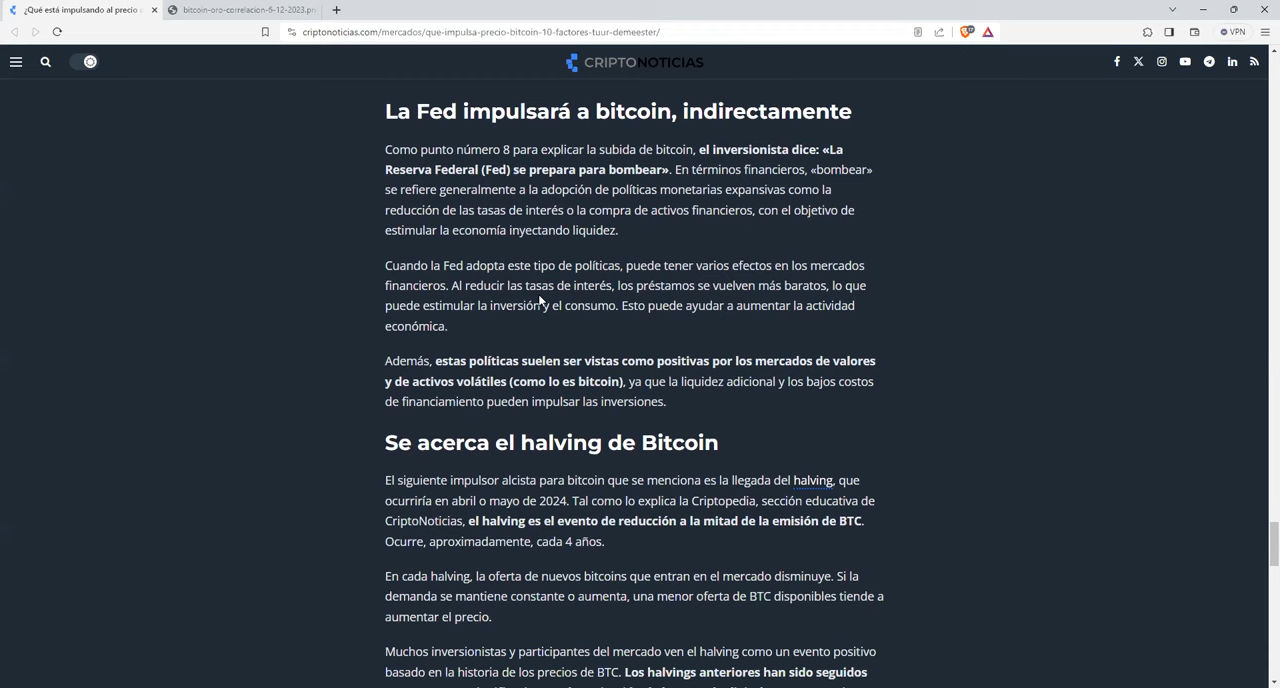 ¿Qué está impulsando al precio
bitcoin-oro-correlacion-6-12-2023.pn
criptonoticias.com/mercados/que-impulsa-precio-bitcoin-10-factores-tuur-demeester/
VPN
CRIPTONOTICIAS
La Fed impulsará a bitcoin, indirectamente
Como punto número 8 para explicar la subida de bitcoin, el inversionista dice: «La
Reserva Federal (Fed) se prepara para bombear». En términos financieros, «bombear»
se refiere generalmente a la adopción de políticas monetarias expansivas como la
reducción de las tasas de interés o la compra de activos financieros, con el objetivo de
estimular la economía inyectando liquidez.
Cuando la Fed adopta este tipo de políticas, puede tener varios efectos en los mercados
financieros. Al reducir las tasas de interés, los préstamos se vuelven más baratos, lo que
puede estimular la inversión y el consumo. Esto puede ayudar a aumentar la actividad
económica.
Además, estas políticas suelen ser vistas como positivas por los mercados de valores
y de activos volátiles (como lo es bitcoin), ya que la liquidez adicional y los bajos costos
de financiamiento pueden impulsar las inversiones.
Se acerca el halving de Bitcoin
El siguiente impulsor alcista para bitcoin que se menciona es la llegada del halving, que
ocurriría en abril o mayo de 2024. Tal como lo explica la Criptopedia, sección educativa de
CriptoNoticias, el halving es el evento de reducción a la mitad de la emisión de BTC.
Ocurre, aproximadamente, cada 4 años.
En cada halving, la oferta de nuevos bitcoins que entran en el mercado disminuye. Si la
demanda se mantiene constante o aumenta, una menor oferta de BTC disponibles tiende a
aumentar el precio.
Muchos inversionistas y participantes del mercado ven el halving como un evento positivo
basado en la historia de los precios de BTC. Los halvings anteriores han sido seguidos